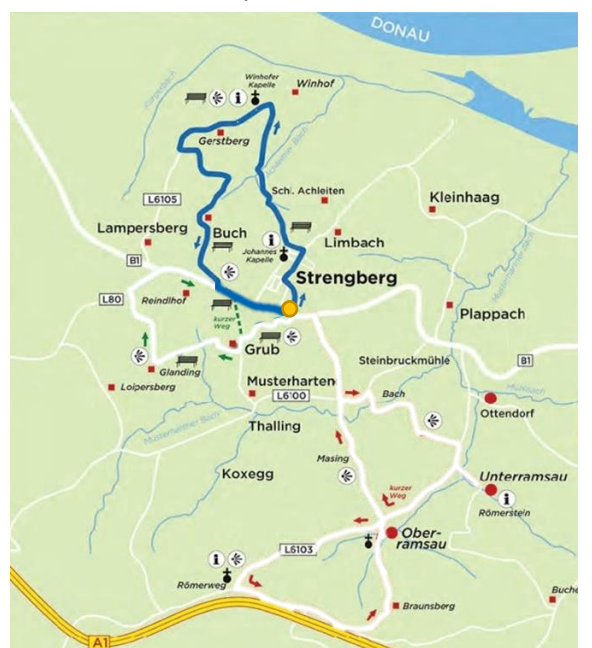 DONAU
Winhofer
Kapelle
i
Winhof
Gerstberg
L6105
Sch. Achleiten
Kleinhaag
Lampersberg
Buch
i
Johannes
Kapelle
Limbach
B1
Strengberg
L80
Reindlhof
kurzer
Weg
Plappach
Grub
B1
Steinbruckmühle
Glanding
Loipersberg
Musterharten
L6100
Bach
Ottendorf
Thalling
Masing
Koxegg
Unterramsau
kurzer
Weg
i
Römerstein
Ober-
ramsau
L6103
i
Römerweg
Braunsberg
Buche
A1